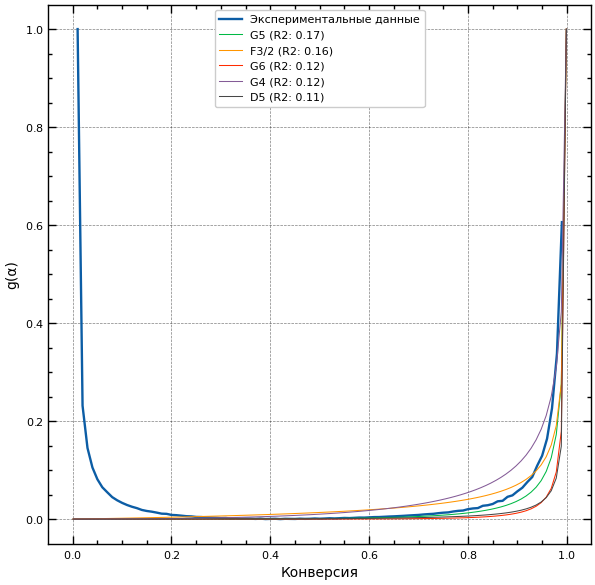 Экспериментальные данные
G5 (R2: 0.17)
F3/2 (R2: 0.16)
G6 (R2: 0.12)
G4 (R2: 0.12)
D5 (R2: 0.11)
1.0
0.8
0.6
0.4
0.2
0.0
g(α)
0.0 0.2 0.4 0.6 0.8 1.0
Конверсия